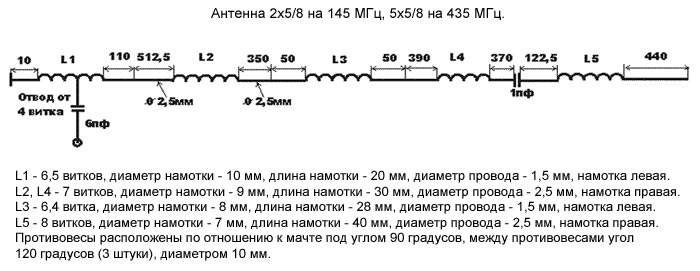 Антенна 2х5/8 на 145 МГц, 5х5/8 на 435 МГц.
10 L1 110 512,5 L2 350 50 L3 50 390 L4 370 122,5 L5 440
Отвод от
4 витка
1пф
.0 2,5мм .0 2,5мм
6пф
L1 - 6,5 витков, диаметр намотки - 10 мм, длина намотки - 20 мм, диаметр провода - 1,5 мм, намотка левая.
L2, L4 - 7 витков, диаметр намотки - 9 мм, длина намотки - 30 мм, диаметр провода - 2,5 мм, намотка правая.
L3 - 6,4 витка, диаметр намотки - 8 мм, длина намотки - 28 мм, диаметр провода - 1,5 мм, намотка левая.
L5 - 8 витков, диаметр намотки - 7 мм, длина намотки - 40 мм, диаметр провода - 2,5 мм, намотка правая.
Противовесы расположены по отношению к мачте под углом 90 градусов, между противовесами угол
120 градусов (3 штуки), диаметром 10 мм.